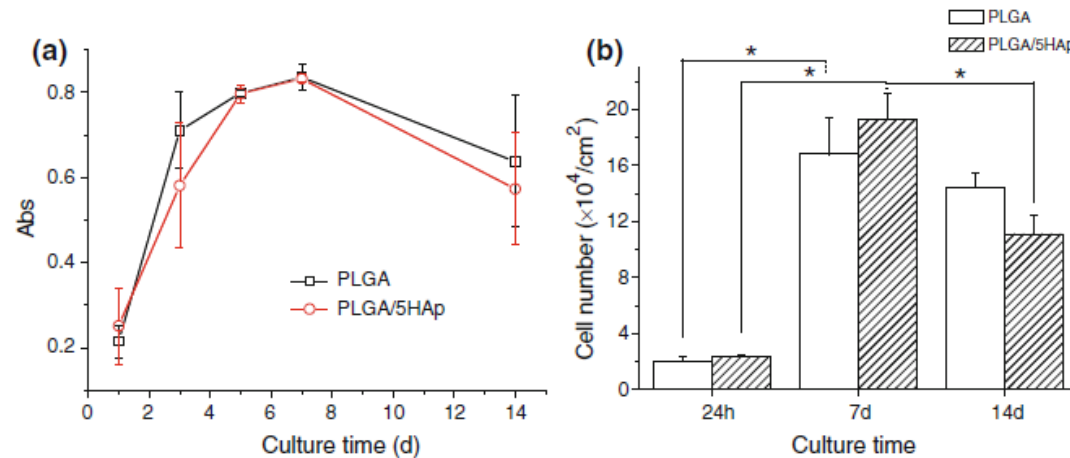 (a)
Abs
0.8
0.6
0.4
0.2
0 2 4 6 8 10 12 14
Culture time (d)
PLGA
PLGA/5HAp
(b)
PLGA
PLGA/5HAp
* * *
Cell number (×10⁴/cm²)
20
16
12
8
4
0
24h 7d 14d
Culture time